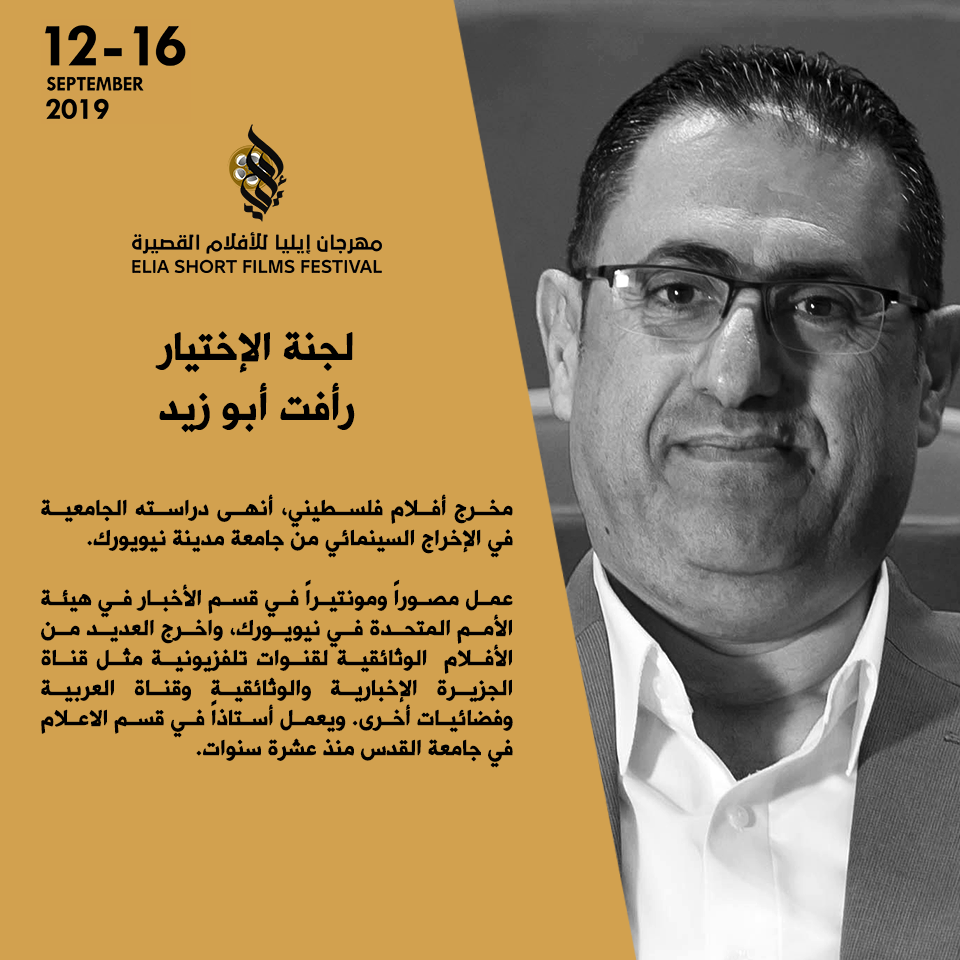 12-16
SEPTEMBER
2019
مهرجان إيليا للأفلام القصيرة
ELIA SHORT FILMS FESTIVAL
لجنة الإختيار
رأفت أبو زيد
مخرج أفلام فلسطيني، أنهى دراسته الجامعية
في الإخراج السينمائي من جامعة مدينة نيويورك.
عمل مصوراً ومونتيراً في قسم الأخبار في هيئة
الأمم المتحدة في نيويورك، واخرج العديد من
الأفلام الوثائقية لقنوات تلفزيونية مثل قناة
الجزيرة الإخبارية والوثائقية وقناة العربية
وفضائيات أخرى. ويعمل أستاذاً في قسم الاعلام
في جامعة القدس منذ عشرة سنوات.